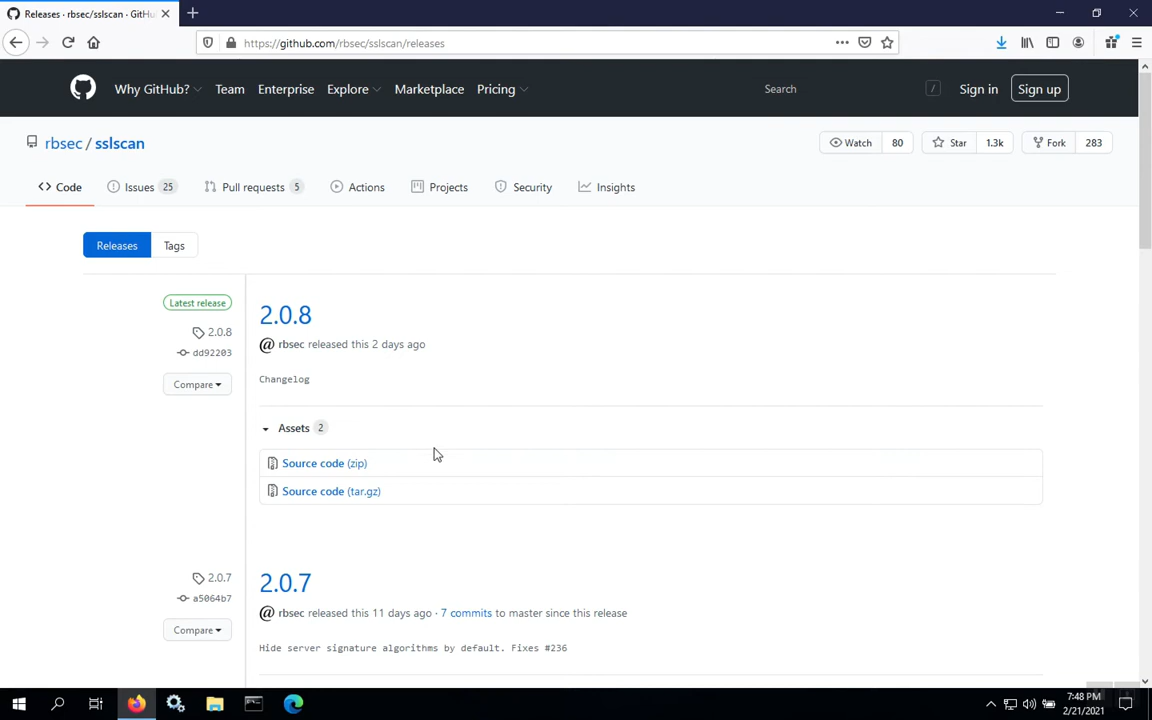 Releases · rbsec/sslscan · GitHu
https://github.com/rbsec/sslscan/releases
Why GitHub? Team Enterprise Explore Marketplace Pricing Search / Sign in Sign up
rbsec / sslscan Watch 80 Star 1.3k Fork 283
Code Issues 25 Pull requests 5 Actions Projects Security Insights
Releases Tags
Latest release
2.0.8
dd92203
Compare
2.0.8
@ rbsec released this 2 days ago
Changelog
Assets 2
Source code (zip)
Source code (tar.gz)
2.0.7
a5064b7
Compare
2.0.7
@ rbsec released this 11 days ago · 7 commits to master since this release
Hide server signature algorithms by default. Fixes #236
7:48 PM
2/21/2021